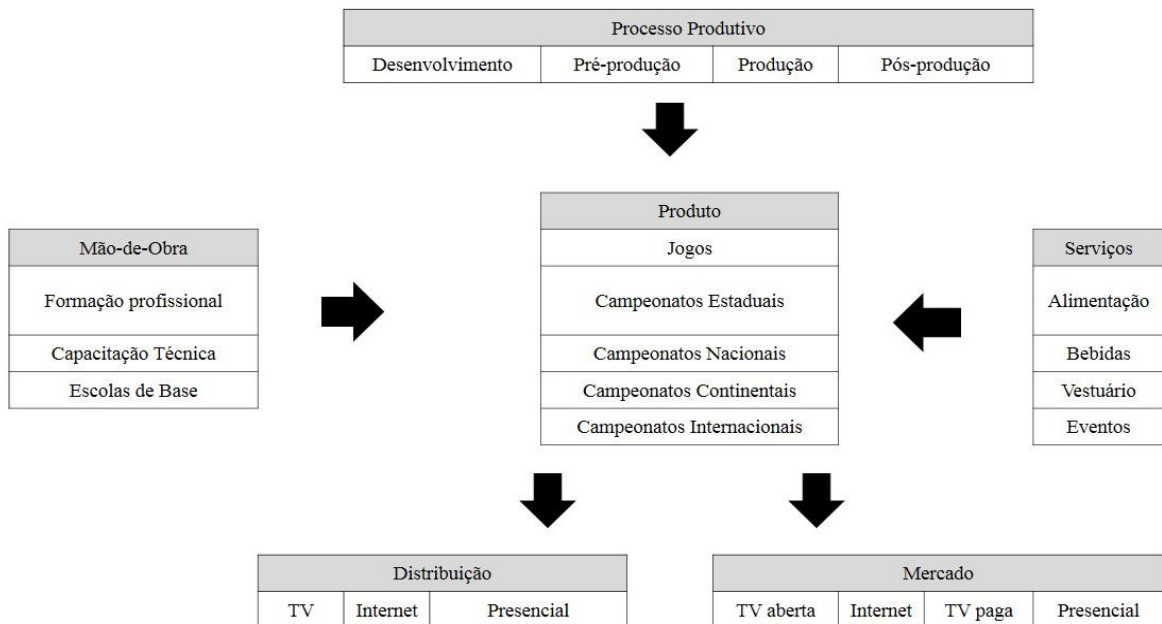 Processo Produtivo
Desenvolvimento Pré-produção Produção Pós-produção
Produto
Jogos
Campeonatos Estaduais
Campeonatos Nacionais
Campeonatos Continentais
Campeonatos Internacionais
Mão-de-Obra
Formação profissional
Capacitação Técnica
Escolas de Base
Serviços
Alimentação
Bebidas
Vestuário
Eventos
Distribuição
TV Internet Presencial
Mercado
TV aberta Internet TV paga Presencial